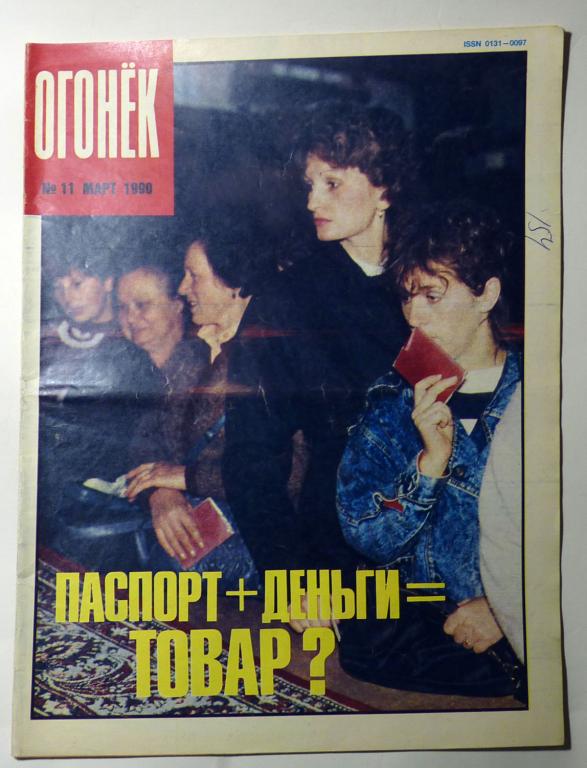 ISSN 0131—0097
ОГОНЁК
№ 11 МАРТ 1990
ПАСПОРТ + ДЕНЬГИ =
ТОВАР?